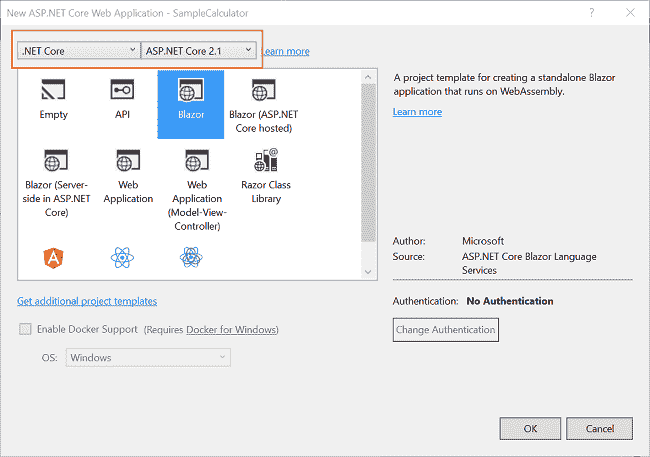 New ASP.NET Core Web Application - SampleCalculator
.NET Core
ASP.NET Core 2.1
Learn more
Empty
API
Blazor
Blazor (ASP.NET
Core hosted)
Blazor (Server-
side in ASP.NET
Core)
Web
Application
Web
Application
(Model-View-
Controller)
Razor Class
Library
A project template for creating a standalone Blazor
application that runs on WebAssembly.
Learn more
Author: Microsoft
Source: ASP.NET Core Blazor Language
Services
Get additional project templates
Authentication: No Authentication
Enable Docker Support (Requires Docker for Windows)
Change Authentication
OS: Windows
OK
Cancel